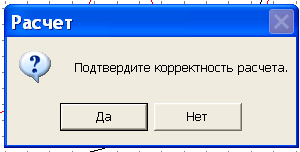 Расчет
Подтвердите корректность расчета.
Да
Нет